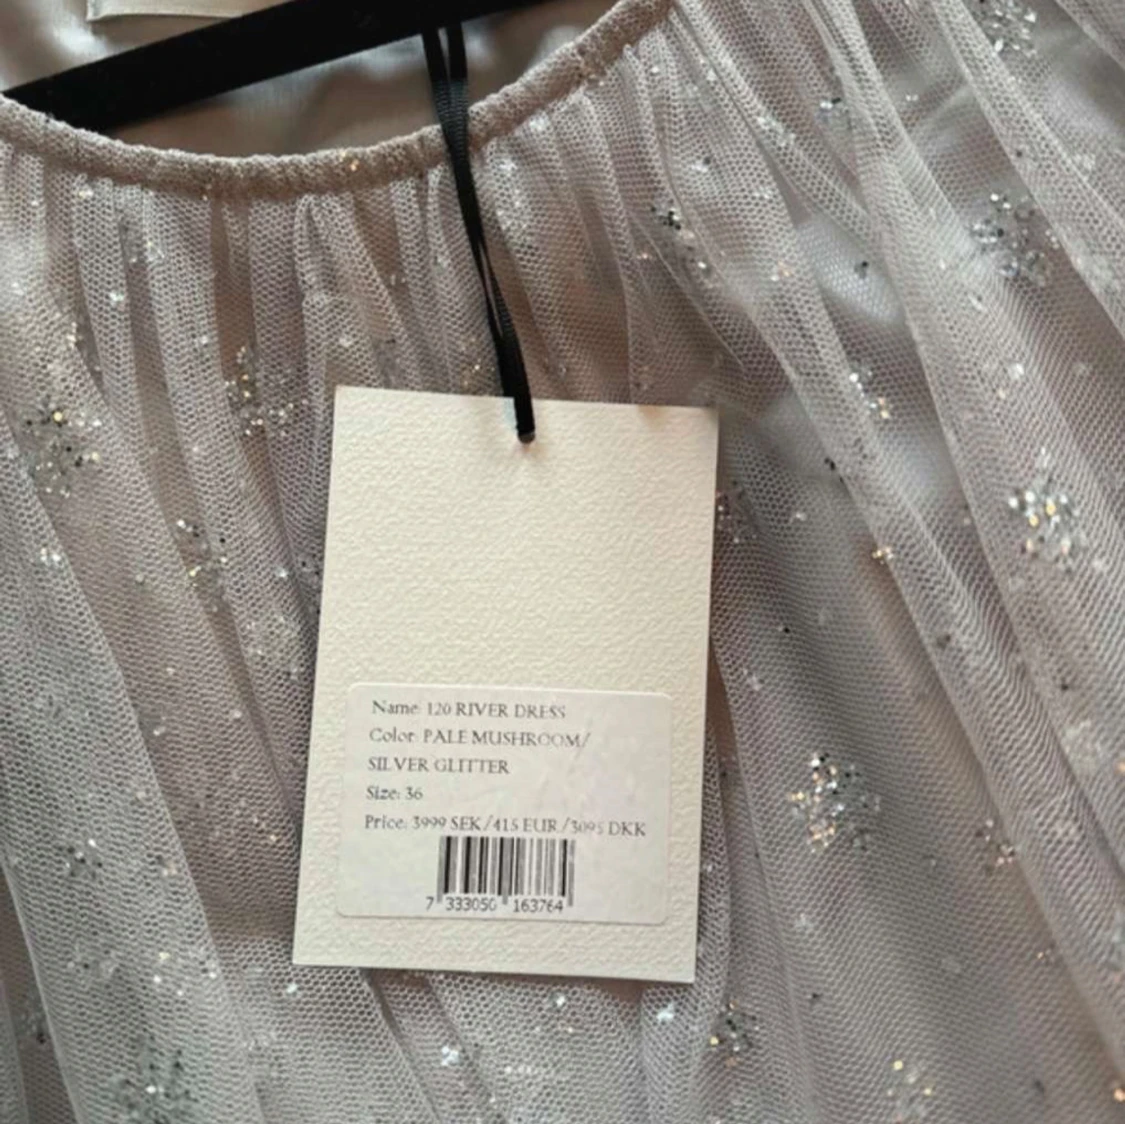 Name: 120 RIVER DRESS
Color: PALE MUSHROOM/
SILVER GLITTER
Size: 36
Price: 3999 SEK/415 EUR/3095 DKK
7 333050 163764